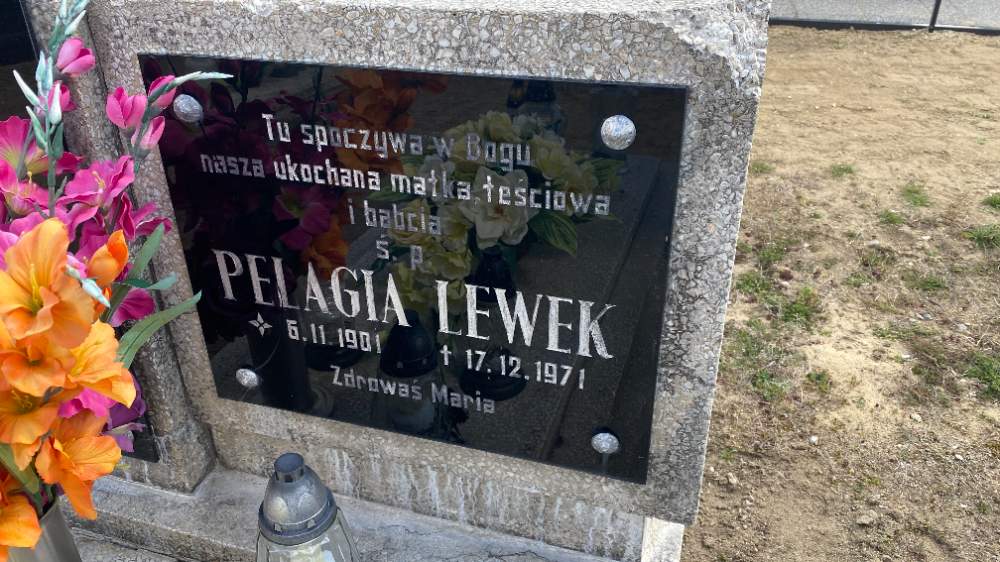 Tu spoczywa w Bogu
nasza ukochana matka, teściowa
i babcia
ś. p.
PELAGIA LEWEK
6.11.1901 † 17.12.1971
Zdrowaś Maria